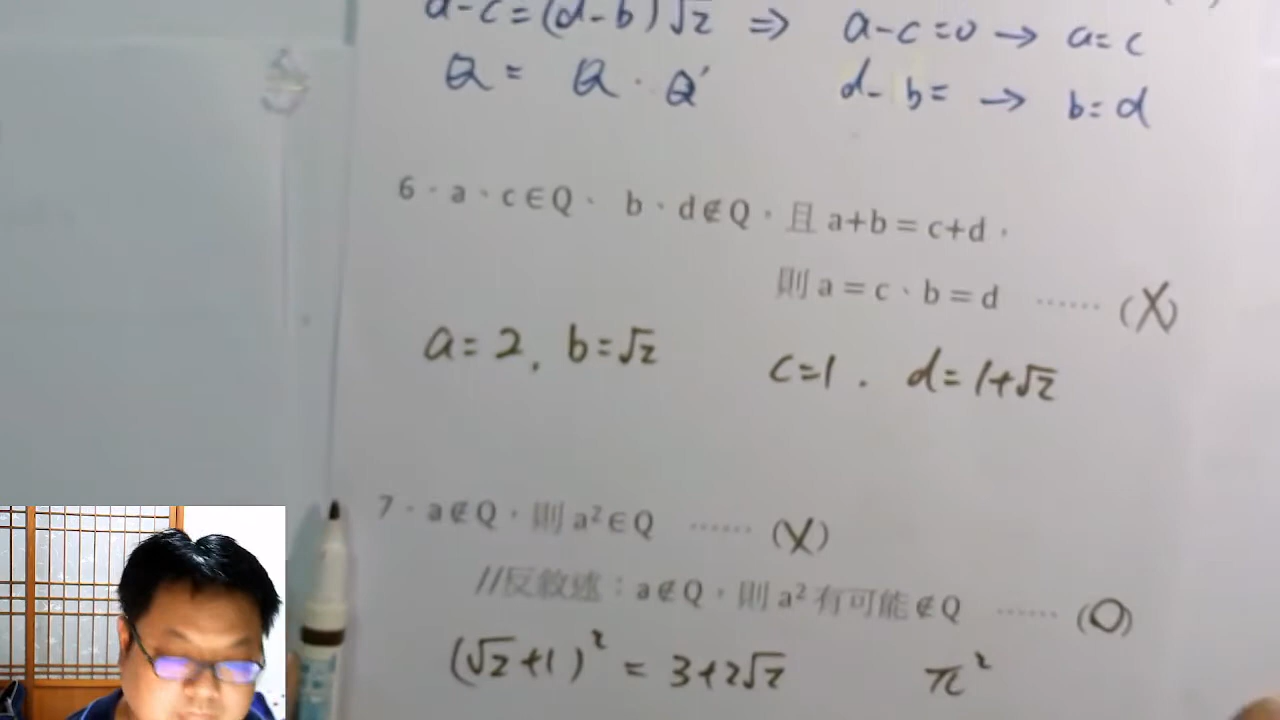 a-c=(d-b)√2 ⇒ a-c=0 → a=c
Q = Q · Q' d-b= → b=d
6、a、c∈Q、 b、d∉Q,且 a+b=c+d,
則 a=c、b=d …… (X)
a=2, b=√2 c=1 . d=1+√2
7、a∉Q,則 a²∈Q …… (X)
//反敘述:a∉Q,則 a² 有可能∉Q …… (O)
(√2+1)² = 3+2√2 π²